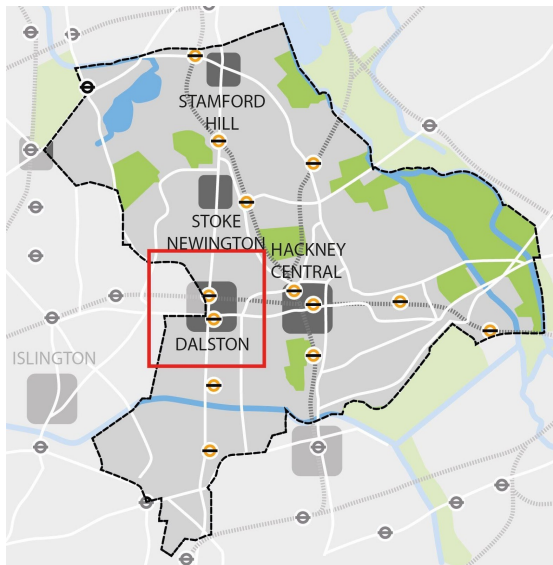 STAMFORD
HILL
STOKE
NEWINGTON
HACKNEY
CENTRAL
DALSTON
ISLINGTON